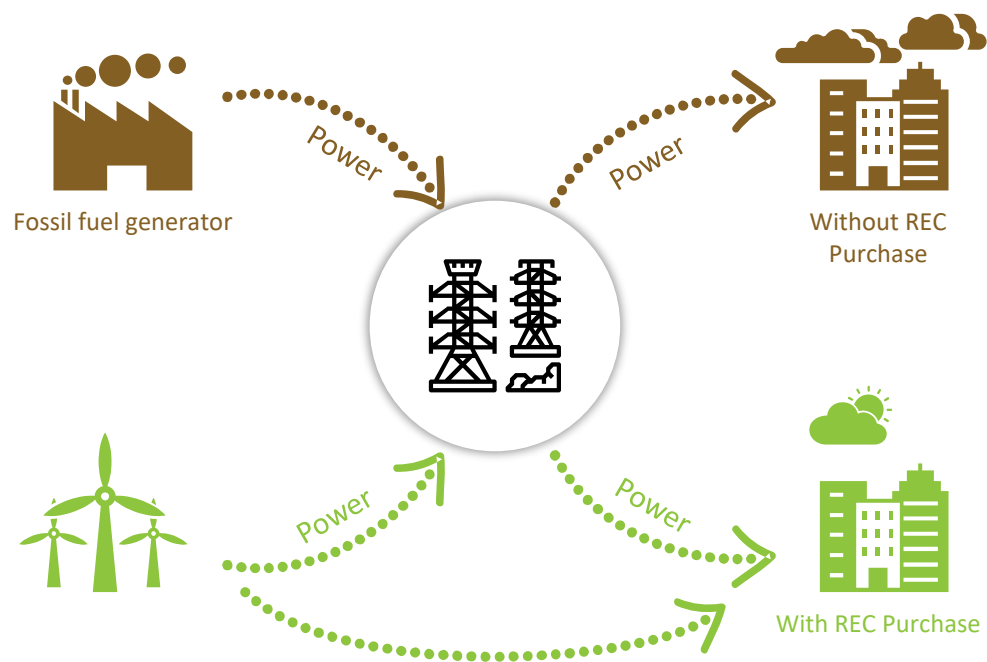 Power
Power
Fossil fuel generator
Without REC
Purchase
Power
Power
With REC Purchase